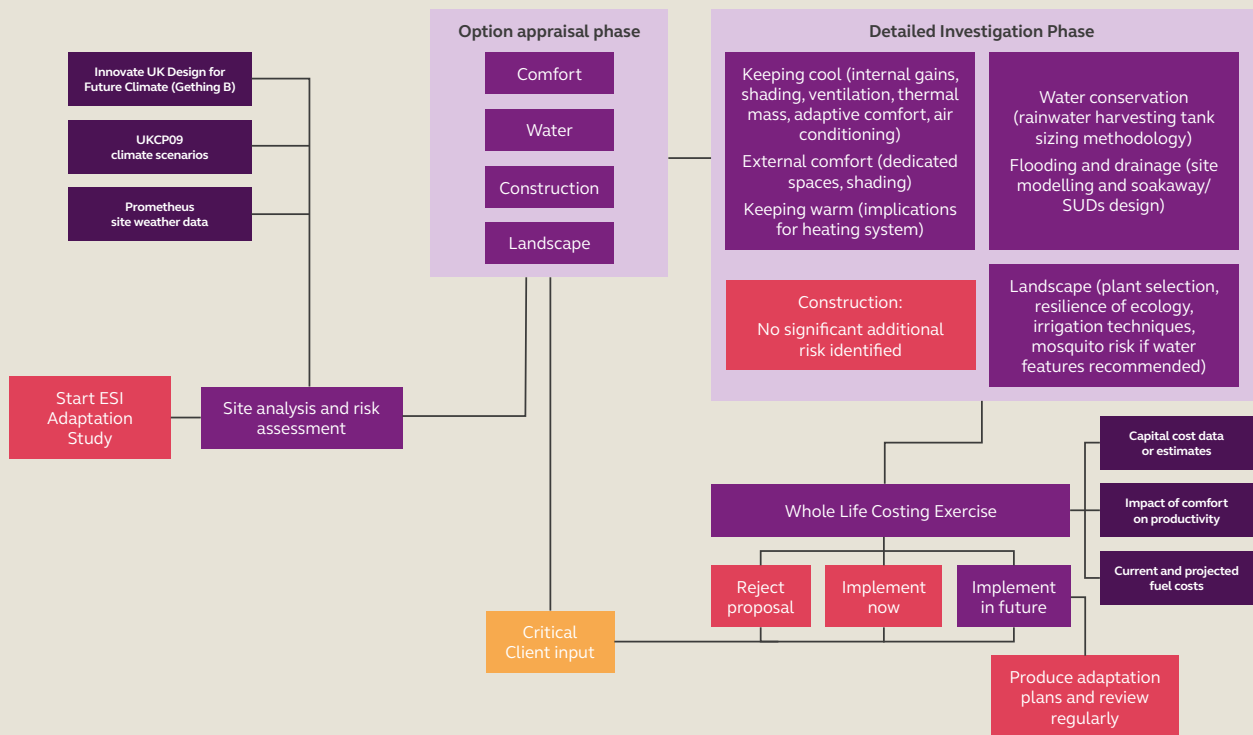 Innovate UK Design for
Future Climate (Gething B)
UKCP09
climate scenarios
Prometheus
site weather data
Start ESI
Adaptation
Study
Site analysis and risk
assessment
Option appraisal phase
Comfort
Water
Construction
Landscape
Detailed Investigation Phase
Keeping cool (internal gains,
shading, ventilation, thermal
mass, adaptive comfort, air
conditioning)
External comfort (dedicated
spaces, shading)
Keeping warm (implications
for heating system)
Water conservation
(rainwater harvesting tank
sizing methodology)
Flooding and drainage (site
modelling and soakaway/
SUDs design)
Construction:
No significant additional
risk identified
Landscape (plant selection,
resilience of ecology,
irrigation techniques,
mosquito risk if water
features recommended)
Whole Life Costing Exercise
Capital cost data
or estimates
Impact of comfort
on productivity
Current and projected
fuel costs
Reject
proposal
Implement
now
Implement
in future
Critical
Client input
Produce adaptation
plans and review
regularly